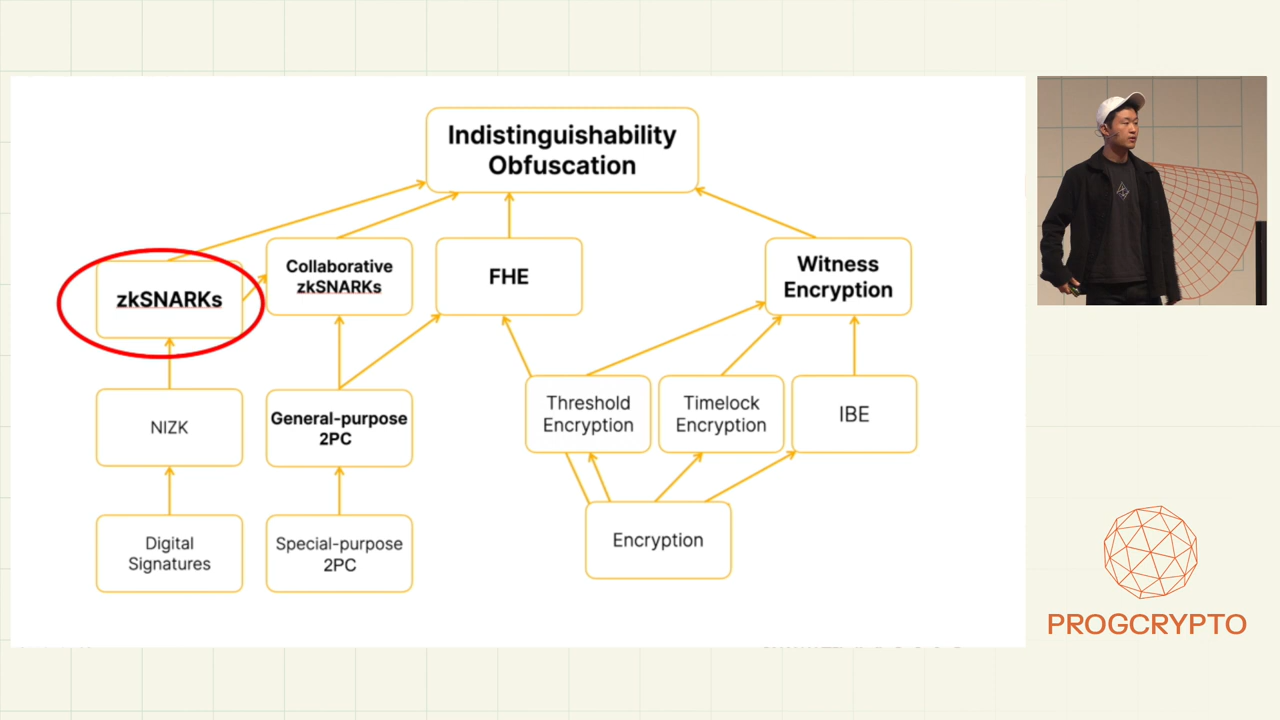 Indistinguishability
Obfuscation
zkSNARKs
Collaborative
zkSNARKs
FHE
Witness
Encryption
NIZK
General-purpose
2PC
Threshold
Encryption
Timelock
Encryption
IBE
Digital
Signatures
Special-purpose
2PC
Encryption
PROGCRYPTO